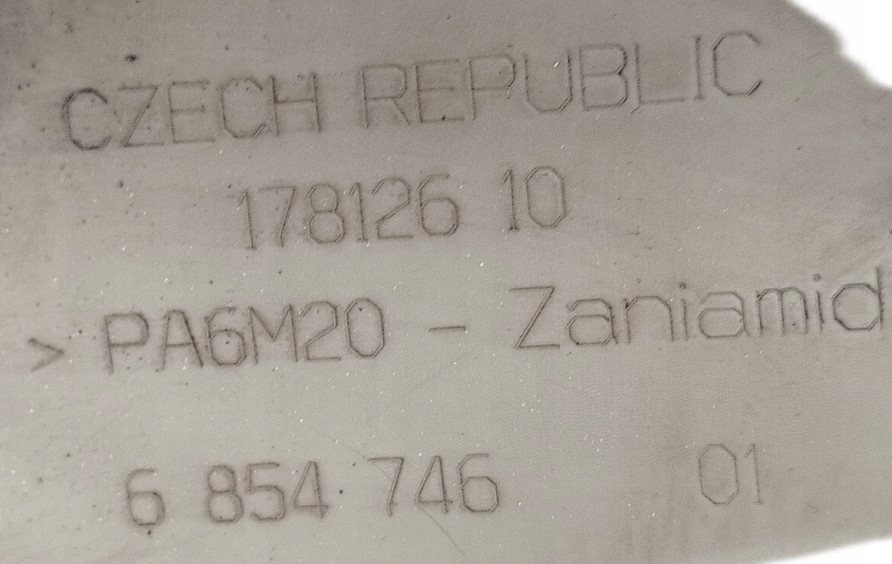 CZECH REPUBLIC
178126 10
> PA6M20 - Zaniamid
6 854 746 01